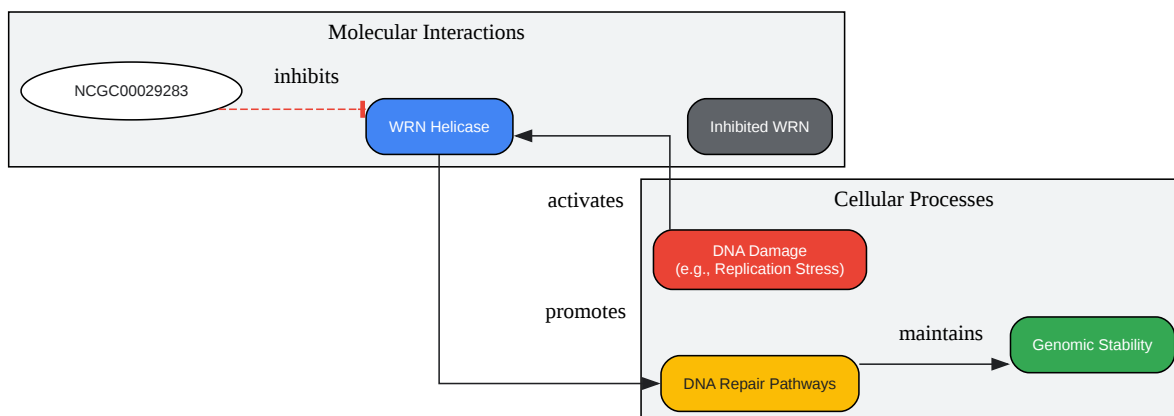 Molecular Interactions
NCGC00029283
inhibits
WRN Helicase
Inhibited WRN
activates
Cellular Processes
DNA Damage
(e.g., Replication Stress)
promotes
maintains
Genomic Stability
DNA Repair Pathways